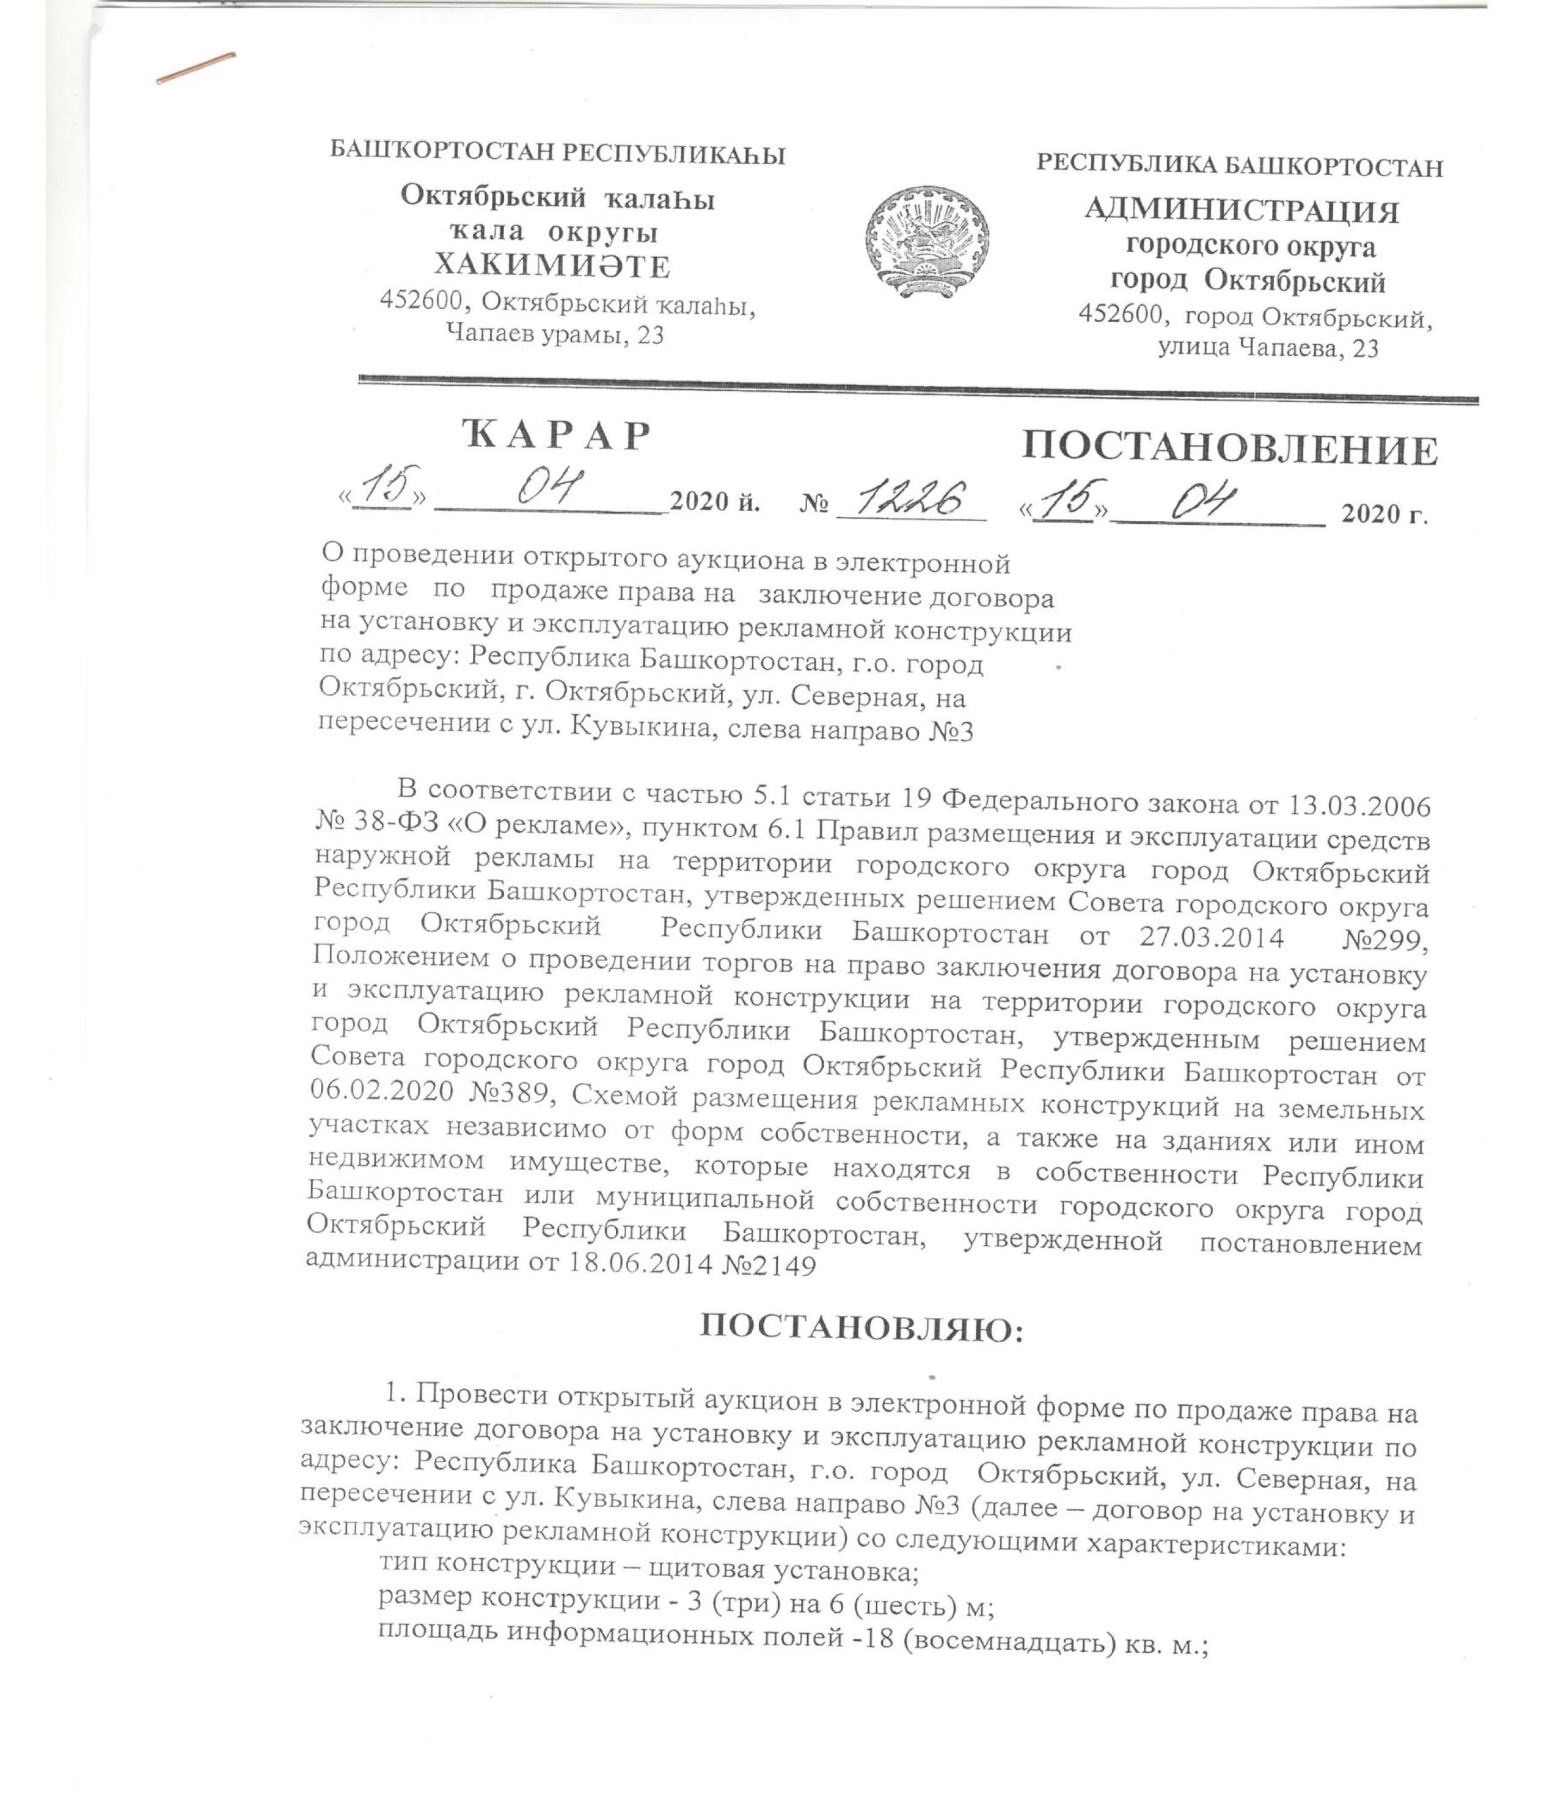 БАШҠОРТОСТАН РЕСПУБЛИКАҺЫ
Октябрьский ҡалаҺы
ҡала округы
ХАКИМИӘТЕ
452600, Октябрьский ҡалаһы,
Чапаев урамы, 23
РЕСПУБЛИКА БАШКОРТОСТАН
АДМИНИСТРАЦИЯ
городского округа
город Октябрьский
452600, город Октябрьский,
улица Чапаева, 23
ҠАРАР
ПОСТАНОВЛЕНИЕ
«15» 04 2020 й. № 1226 «15» 04 2020 г.
О проведении открытого аукциона в электронной
форме по продаже права на заключение договора
на установку и эксплуатацию рекламной конструкции
по адресу: Республика Башкортостан, г.о. город
Октябрьский, г. Октябрьский, ул. Северная, на
пересечении с ул. Кувыкина, слева направо №3
В соответствии с частью 5.1 статьи 19 Федерального закона от 13.03.2006
№ 38-ФЗ «О рекламе», пунктом 6.1 Правил размещения и эксплуатации средств
наружной рекламы на территории городского округа город Октябрьский
Республики Башкортостан, утвержденных решением Совета городского округа
город Октябрьский Республики Башкортостан от 27.03.2014 №299,
Положением о проведении торгов на право заключения договора на установку
и эксплуатацию рекламной конструкции на территории городского округа
город Октябрьский Республики Башкортостан, утвержденным решением
Совета городского округа город Октябрьский Республики Башкортостан от
06.02.2020 №389, Схемой размещения рекламных конструкций на земельных
участках независимо от форм собственности, а также на зданиях или ином
недвижимом имуществе, которые находятся в собственности Республики
Башкортостан или муниципальной собственности городского округа город
Октябрьский Республики Башкортостан, утвержденной постановлением
администрации от 18.06.2014 №2149
ПОСТАНОВЛЯЮ:
1. Провести открытый аукцион в электронной форме по продаже права на
заключение договора на установку и эксплуатацию рекламной конструкции по
адресу: Республика Башкортостан, г.о. город Октябрьский, ул. Северная, на
пересечении с ул. Кувыкина, слева направо №3 (далее – договор на установку и
эксплуатацию рекламной конструкции) со следующими характеристиками:
тип конструкции – щитовая установка;
размер конструкции - 3 (три) на 6 (шесть) м;
площадь информационных полей -18 (восемнадцать) кв. м.;